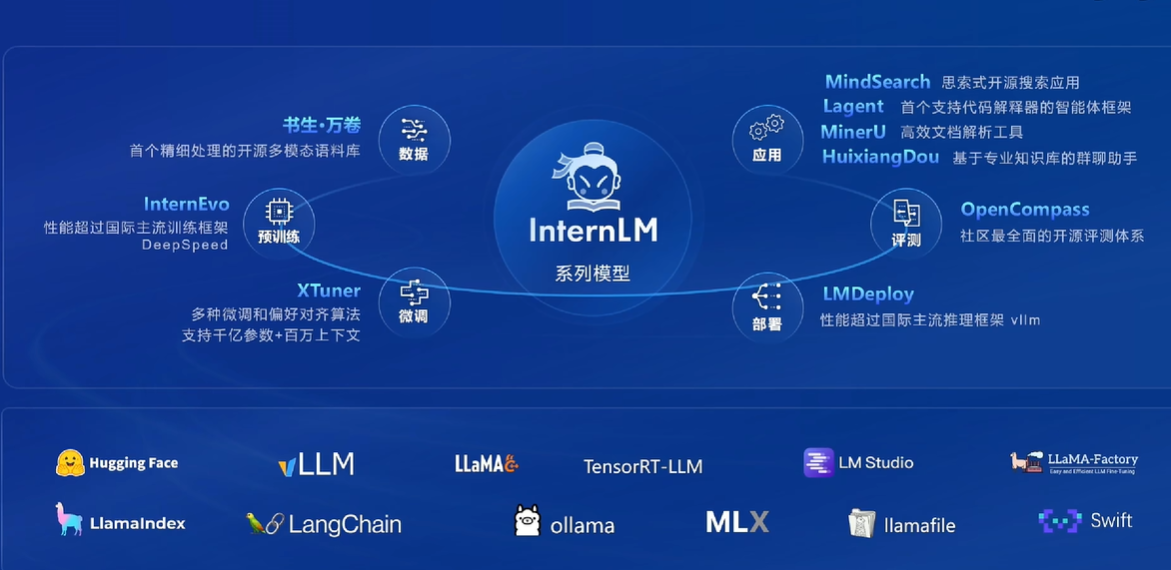 书生·万卷
首个精细处理的开源多模态语料库
数据
InternEvo
性能超过国际主流训练框架
DeepSpeed
预训练
XTuner
多种微调和偏好对齐算法
支持千亿参数+百万上下文
微调
InternLM
系列模型
应用
MindSearch 思索式开源搜索应用
Lagent 首个支持代码解释器的智能体框架
MinerU 高效文档解析工具
HuixiangDou 基于专业知识库的群聊助手
评测
OpenCompass
社区最全面的开源评测体系
部署
LMDeploy
性能超过国际主流推理框架 vllm
Hugging Face
vLLM
LLaMA C++
TensorRT-LLM
LM Studio
LLaMA-Factory
Easy and Efficient LLM Fine-Tuning
LlamaIndex
LangChain
ollama
MLX
llamafile
Swift